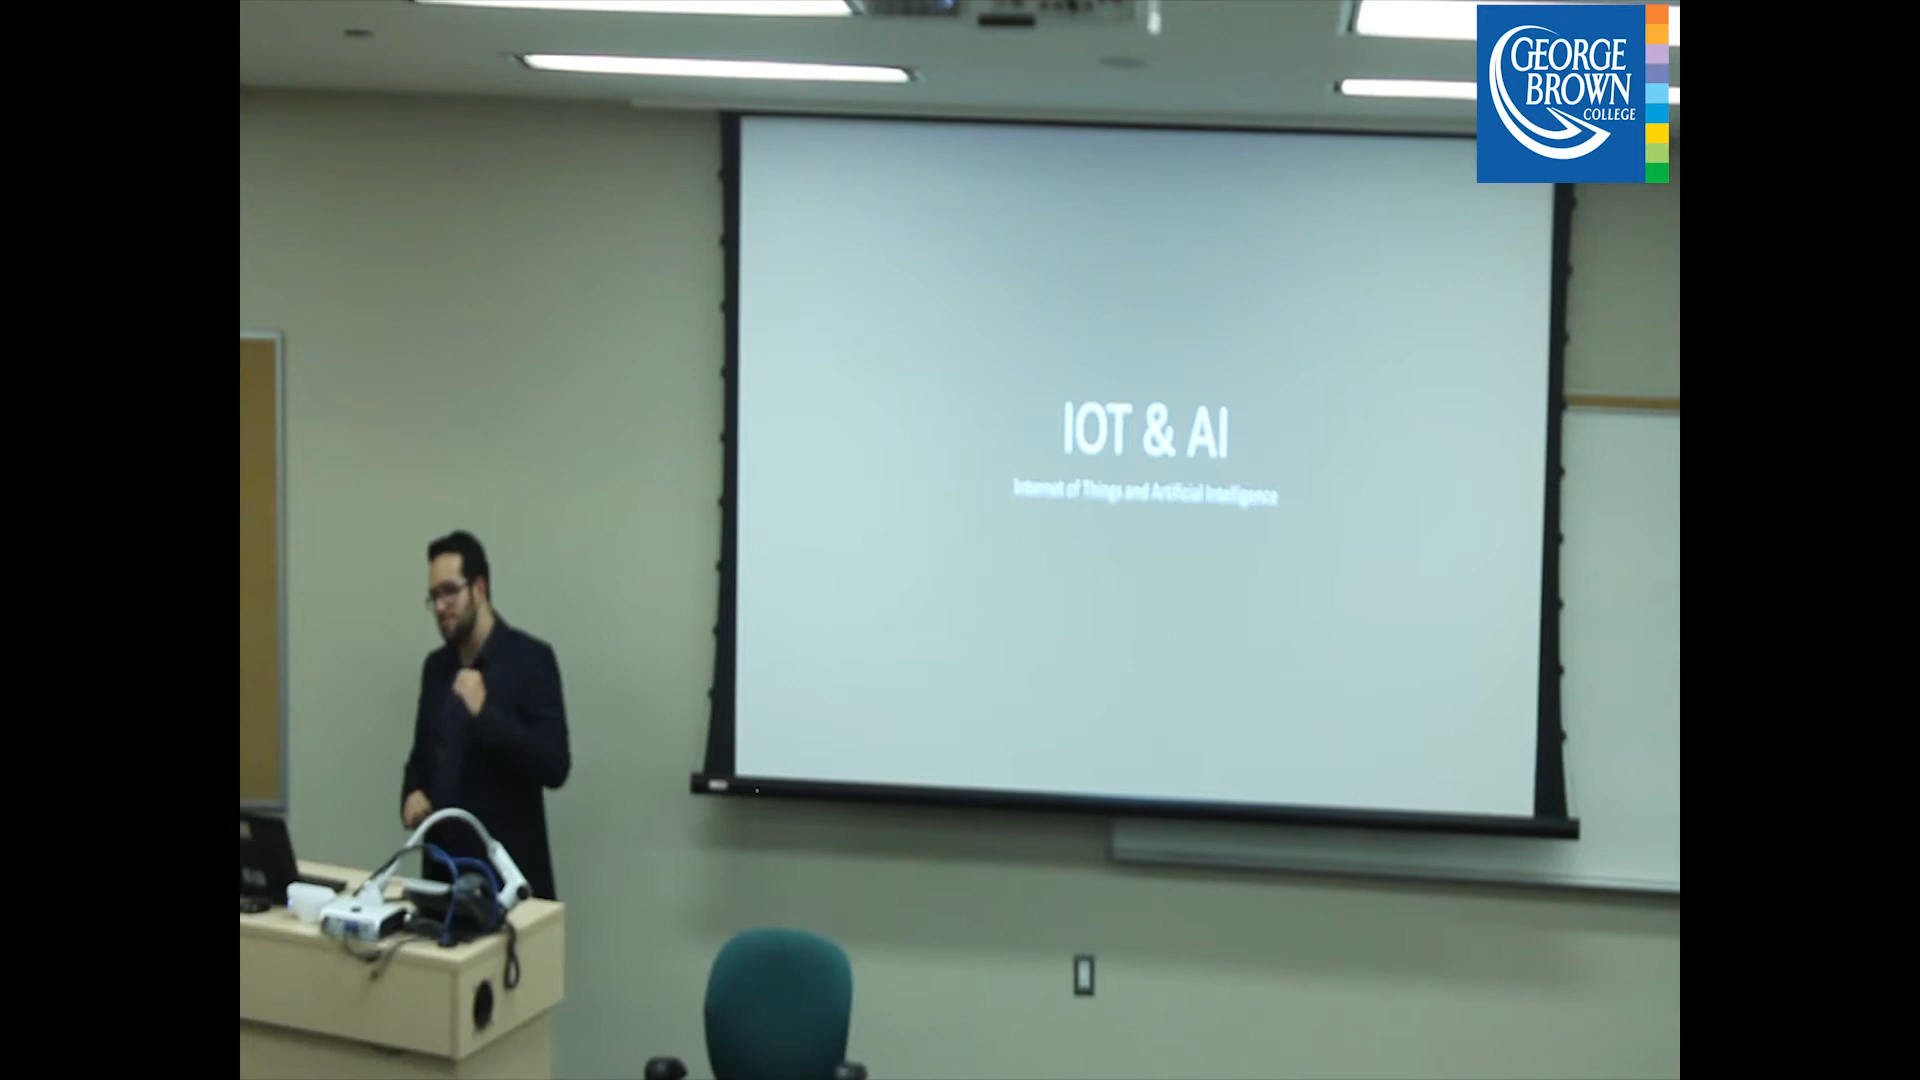 GEORGE
BROWN
COLLEGE
IOT & AI
Internet of Things and Artificial Intelligence